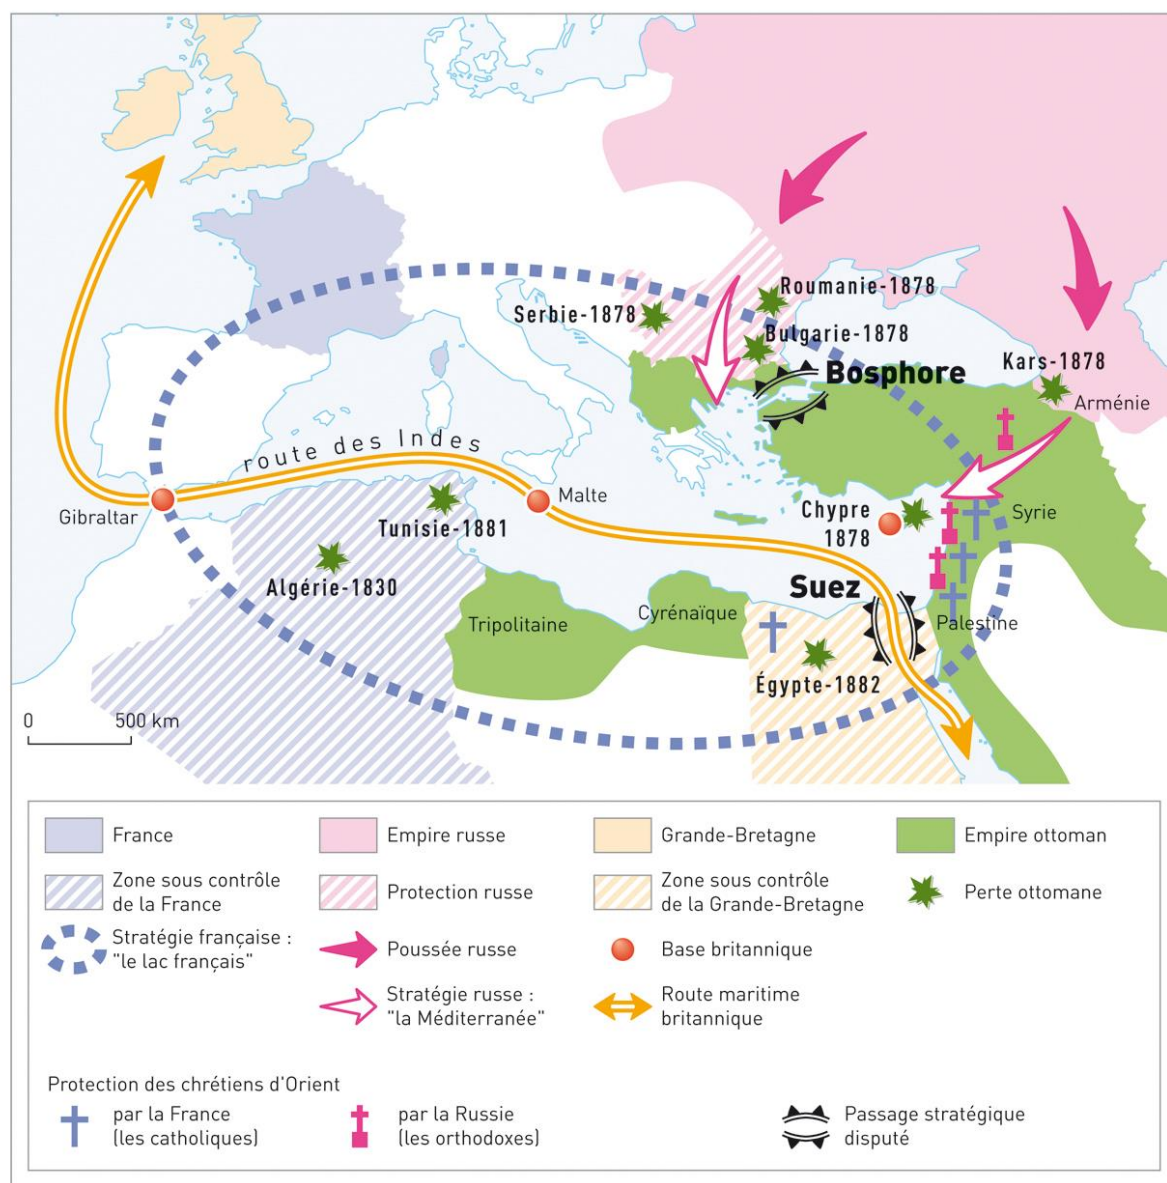 Roumanie-1878
Serbie-1878
Bulgarie-1878
Bosphore
Kars-1878
Arménie
route des Indes
Gibraltar
Malte
Tunisie-1881
Chypre
1878
Syrie
Algérie-1830
Suez
Tripolitaine
Cyrénaïque
Palestine
Égypte-1882
0 500 km
France
Empire russe
Grande-Bretagne
Empire ottoman
Zone sous contrôle
de la France
Protection russe
Zone sous contrôle
de la Grande-Bretagne
Perte ottomane
Stratégie française :
"le lac français"
Poussée russe
Base britannique
Stratégie russe :
"la Méditerranée"
Route maritime
britannique
Protection des chrétiens d'Orient
par la France
(les catholiques)
par la Russie
(les orthodoxes)
Passage stratégique
disputé